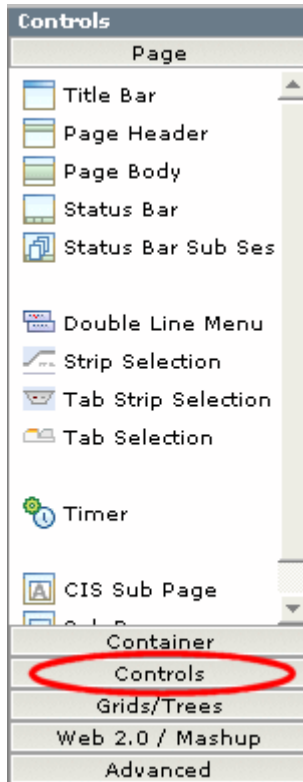 Controls
Page
Title Bar
Page Header
Page Body
Status Bar
Status Bar Sub Ses
Double Line Menu
Strip Selection
Tab Strip Selection
Tab Selection
Timer
CIS Sub Page
Container
Controls
Grids/Trees
Web 2.0 / Mashup
Advanced